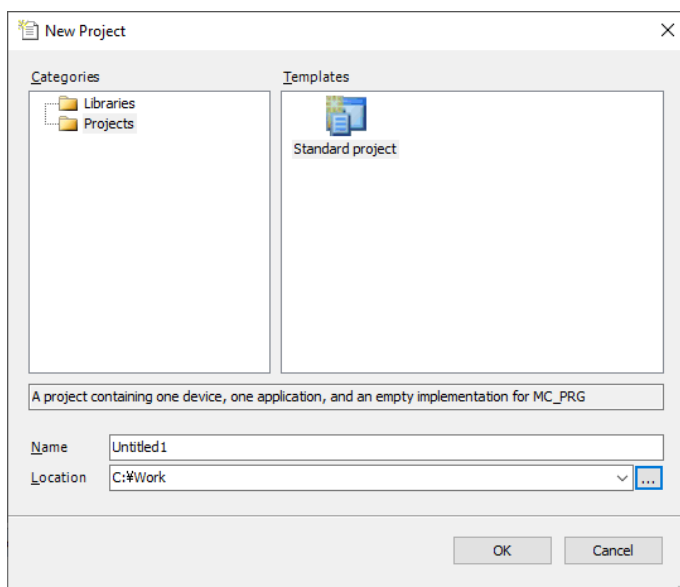 New Project
Categories
Templates
Libraries
Projects
Standard project
A project containing one device, one application, and an empty implementation for MC_PRG
Name
Untitled1
Location
C:¥Work
...
OK
Cancel